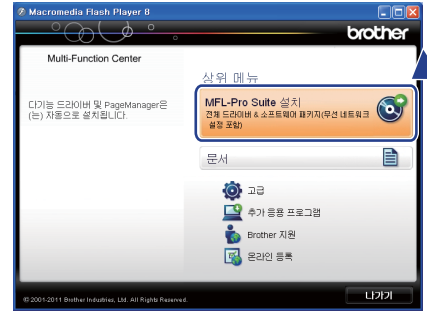 Macromedia Flash Player 8
brother
Multi-Function Center
다기능 드라이버 및 PageManager은
(는) 자동으로 설치됩니다.
상위 메뉴
MFL-Pro Suite 설치
전체 드라이버 & 소프트웨어 패키지(무선 네트워크
설정 포함)
문서
고급
추가 응용 프로그램
Brother 지원
온라인 등록
© 2001-2011 Brother Industries, Ltd. All Rights Reserved.
나가기